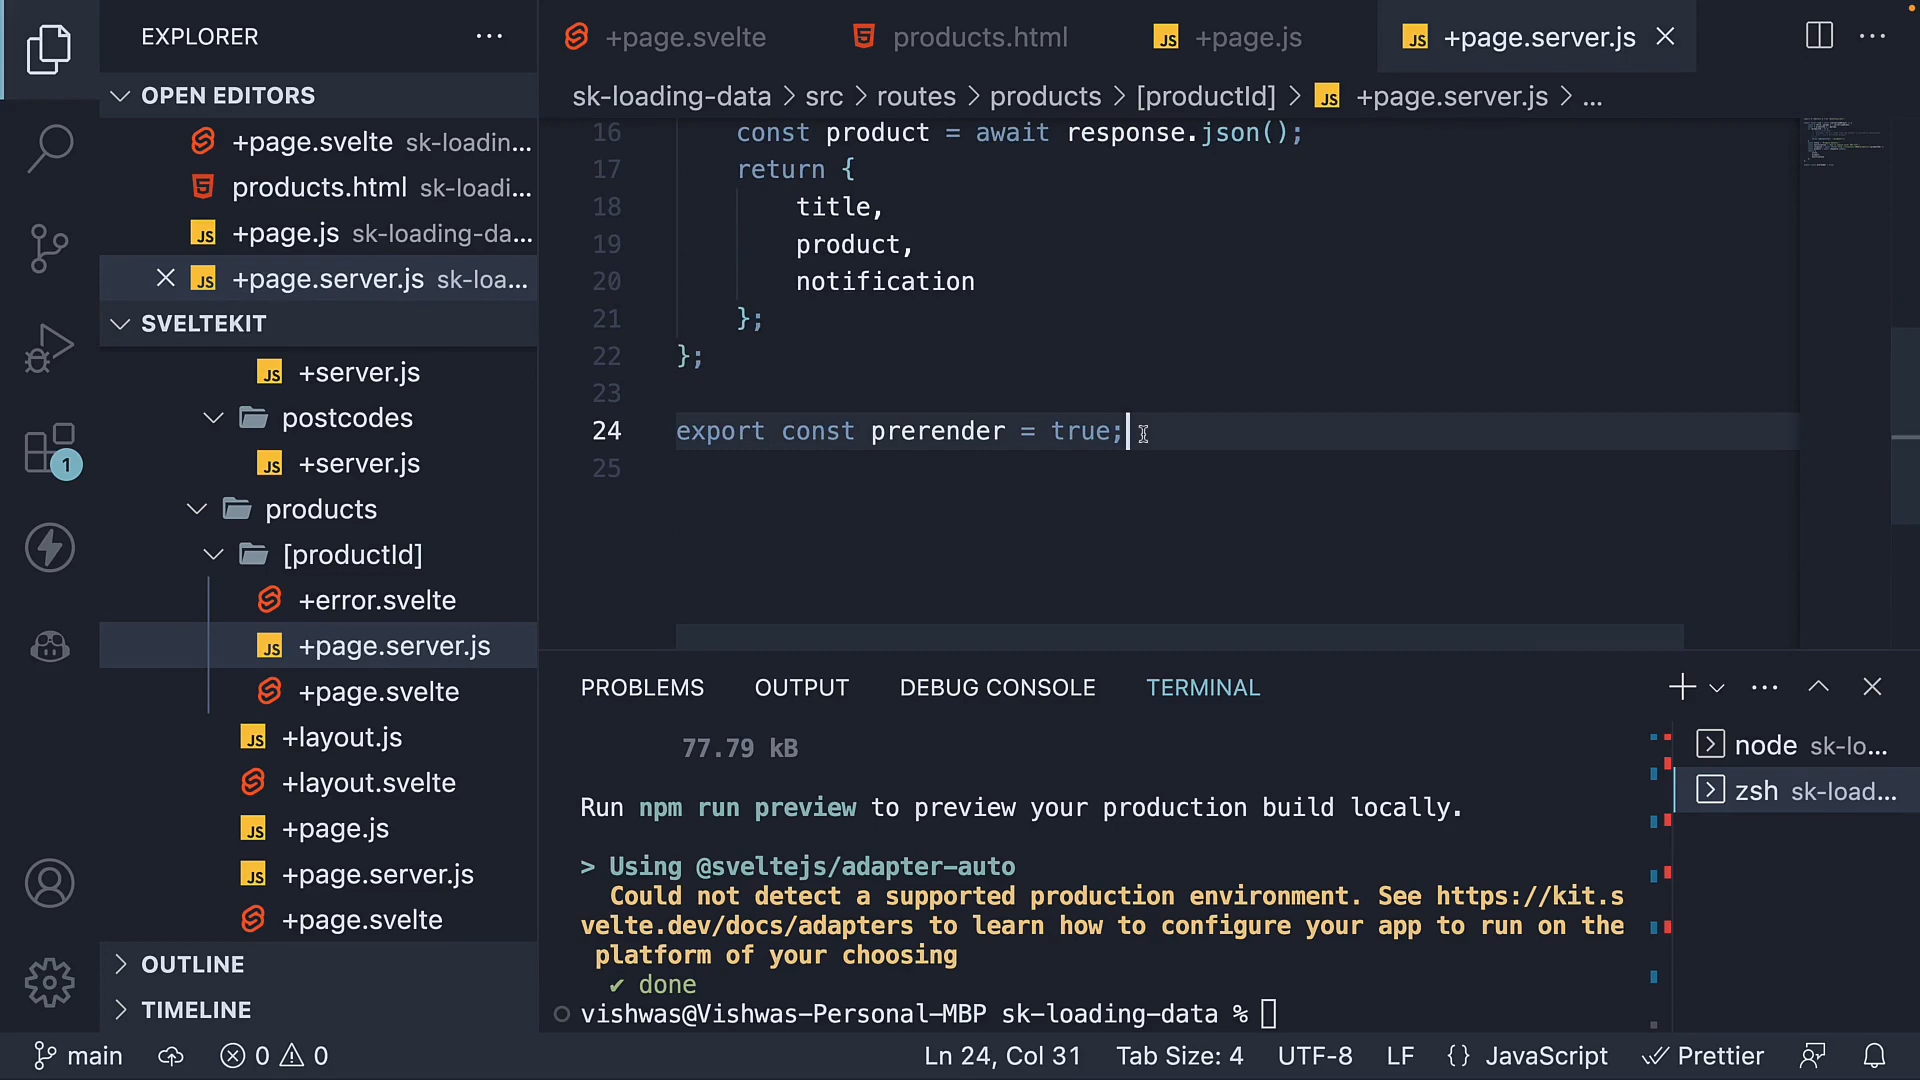 EXPLORER
OPEN EDITORS
+page.svelte sk-loadin...
products.html sk-loadi...
+page.js sk-loading-da...
+page.server.js sk-loa...
SVELTEKIT
+server.js
postcodes
+server.js
products
[productId]
+error.svelte
+page.server.js
+page.svelte
+layout.js
+layout.svelte
+page.js
+page.server.js
+page.svelte
OUTLINE
TIMELINE
1
+page.svelte
products.html
+page.js
+page.server.js
sk-loading-data > src > routes > products > [productId] > JS +page.server.js > ...
16 const product = await response.json();
17 return {
18 title,
19 product,
20 notification
21 };
22 };
23
24 export const prerender = true;
25
PROBLEMS OUTPUT DEBUG CONSOLE TERMINAL
77.79 kB
Run npm run preview to preview your production build locally.
> Using @sveltejs/adapter-auto
Could not detect a supported production environment. See https://kit.s
velte.dev/docs/adapters to learn how to configure your app to run on the
platform of your choosing
✔ done
vishwas@Vishwas-Personal-MBP sk-loading-data %
node sk-lo...
zsh sk-load...
main 0 0 Ln 24, Col 31 Tab Size: 4 UTF-8 LF {} JavaScript Prettier